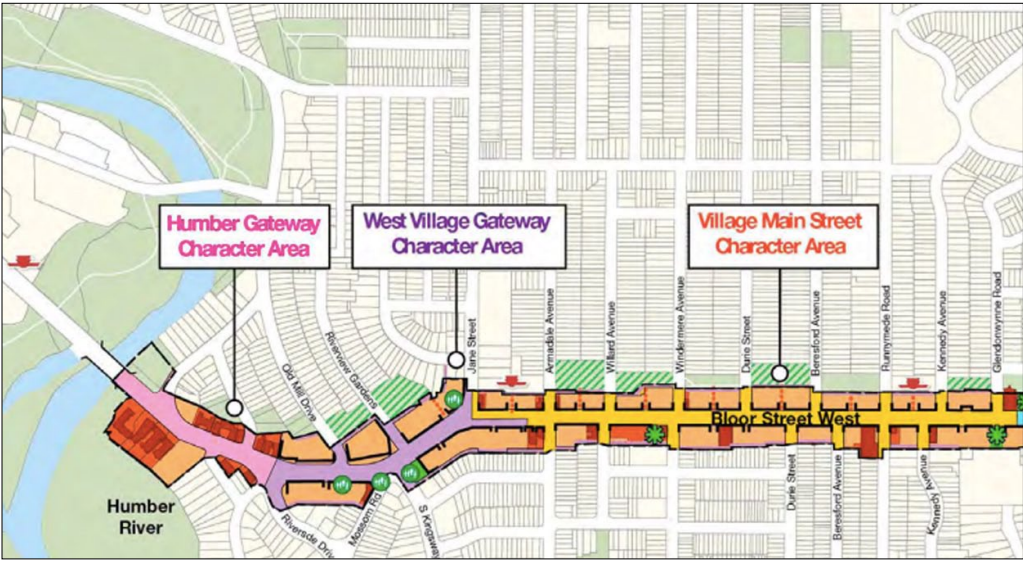 Humber Gateway
Character Area
West Village Gateway
Character Area
Village Main Street
Character Area
Old Mill Drive
Riverview Gardens
Jane Street
Armadale Avenue
Willard Avenue
Windermere Avenue
Durie Street
Beresford Avenue
Runnymede Road
Kennedy Avenue
Glendonwynne Road
Bloor Street West
Humber
River
Riverside Driv
Mossom Rd
S Kingsway
Durie Street
Beresford Avenue
Kennedy Avenue